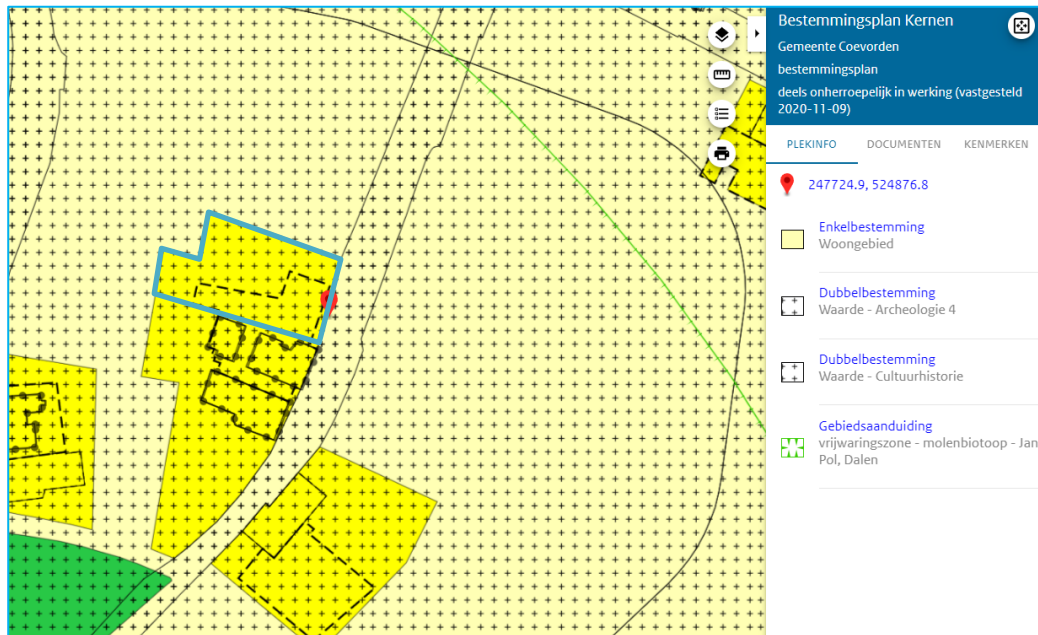 Bestemmingsplan Kernen
Gemeente Coevorden
bestemmingsplan
deels onherroepelijk in werking (vastgesteld
2020-11-09)
PLEKINFO DOCUMENTEN KENMERKEN
247724.9, 524876.8
Enkelbestemming
Woongebied
Dubbelbestemming
Waarde - Archeologie 4
Dubbelbestemming
Waarde - Cultuurhistorie
Gebiedsaanduiding
vrijwaringszone - molenbiotoop - Jan
Pol, Dalen